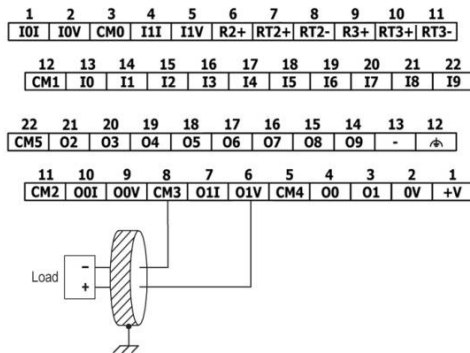 1 2 3 4 5 6 7 8 9 10 11
I0I I0V CM0 I1I I1V R2+ RT2+ RT2- R3+ RT3+ RT3-
12 13 14 15 16 17 18 19 20 21 22
CM1 I0 I1 I2 I3 I4 I5 I6 I7 I8 I9
22 21 20 19 18 17 16 15 14 13 12
CM5 O2 O3 O4 O5 O6 O7 O8 O9 -
11 10 9 8 7 6 5 4 3 2 1
CM2 O0I O0V CM3 O1I O1V CM4 O0 O1 0V +V
Load
-
+